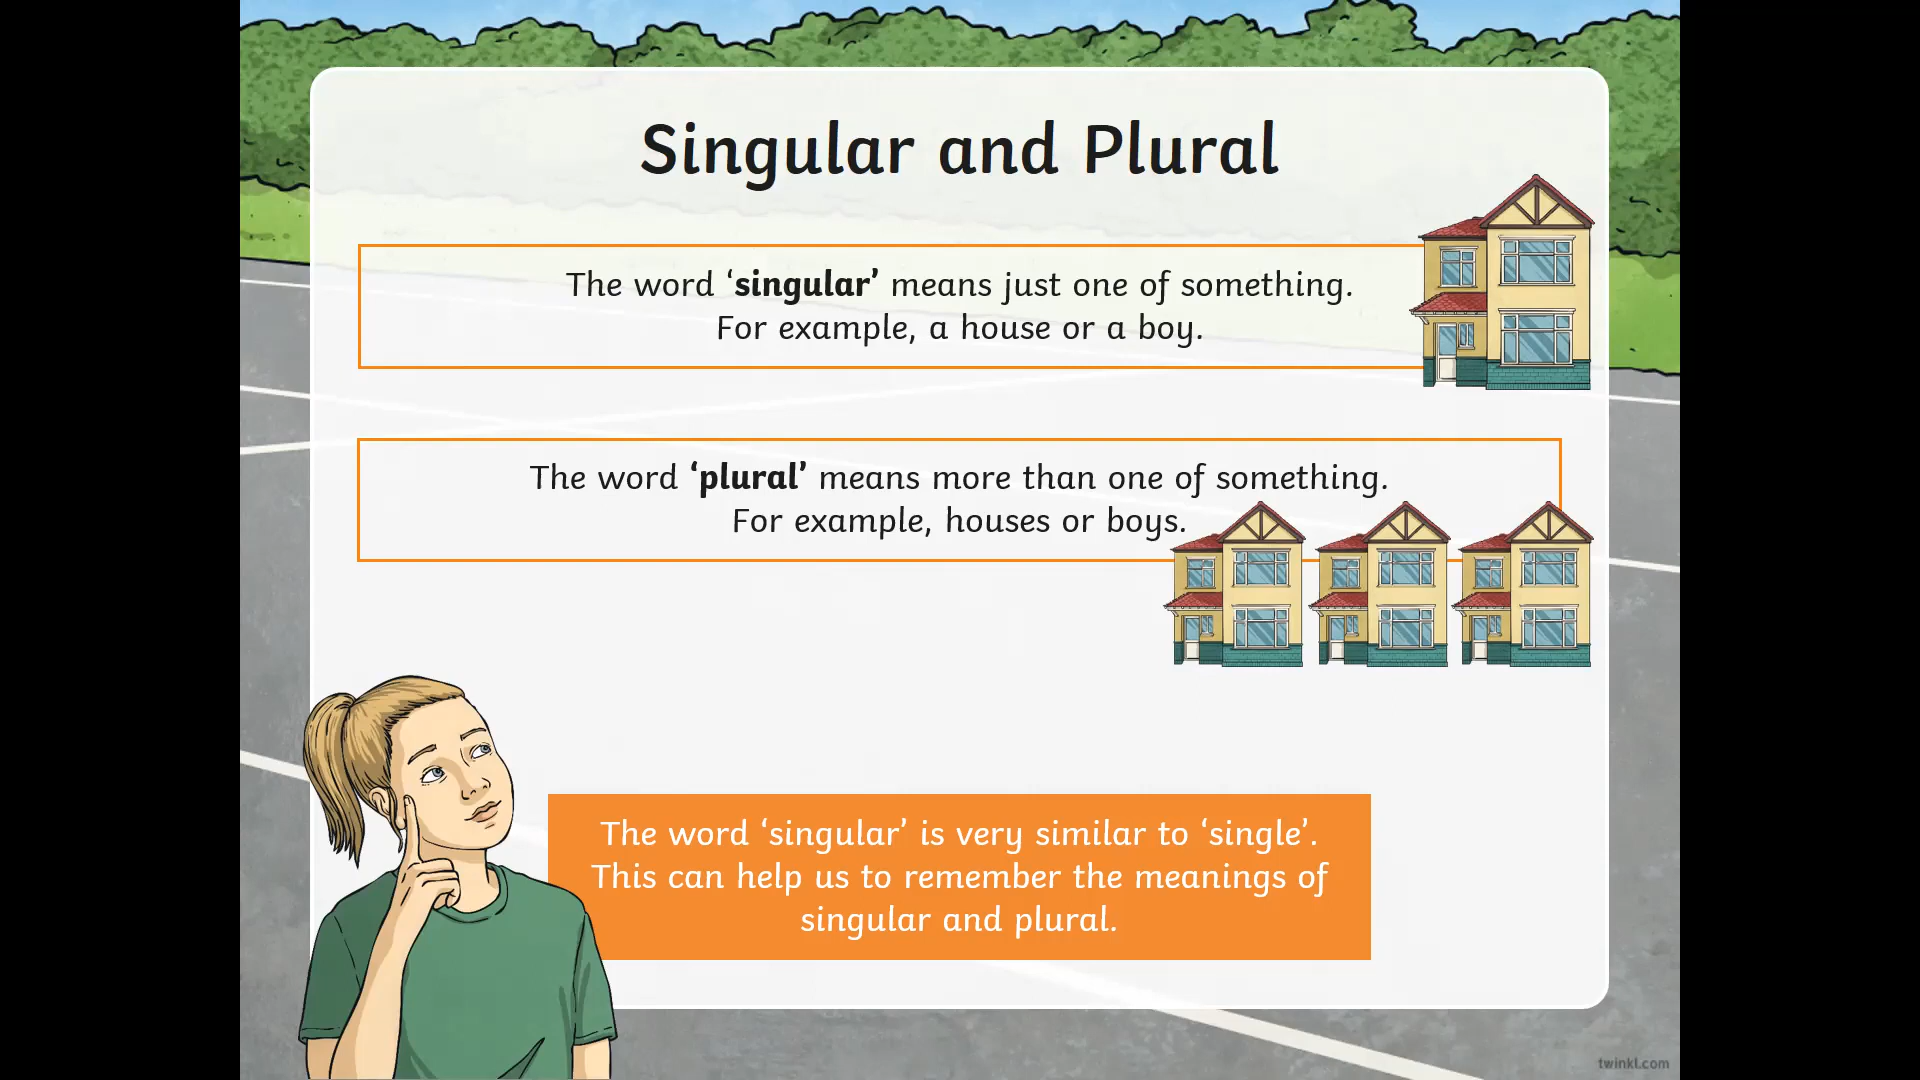 Singular and Plural
The word ‘singular’ means just one of something.
For example, a house or a boy.
The word ‘plural’ means more than one of something.
For example, houses or boys.
The word ‘singular’ is very similar to ‘single’.
This can help us to remember the meanings of
singular and plural.
twinkl.com